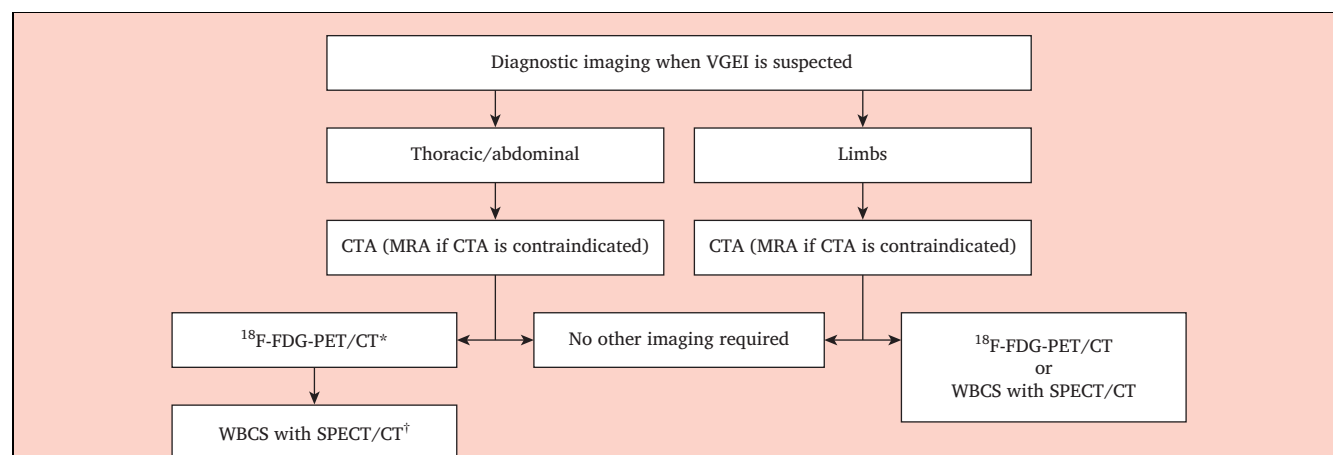 Diagnostic imaging when VGEI is suspected
Thoracic/abdominal
Limbs
CTA (MRA if CTA is contraindicated)
CTA (MRA if CTA is contraindicated)
¹⁸F-FDG-PET/CT*
No other imaging required
¹⁸F-FDG-PET/CT
or
WBCS with SPECT/CT
WBCS with SPECT/CT†